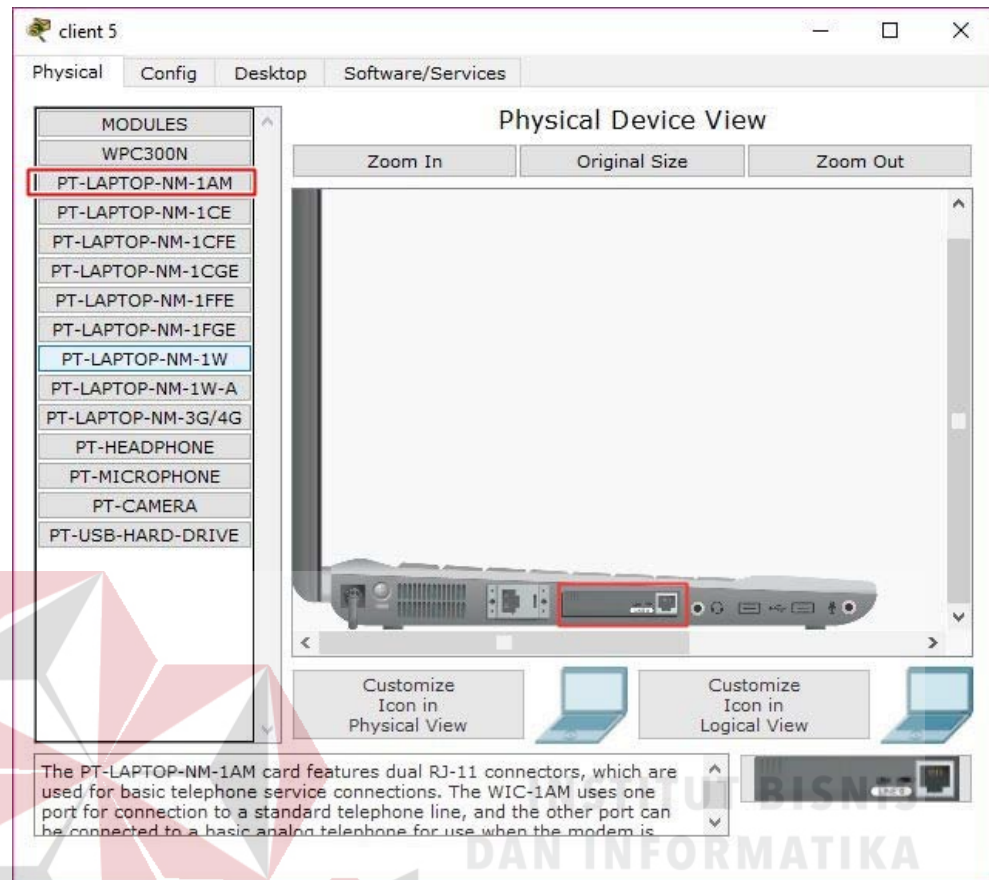 client 5
Physical Config Desktop Software/Services
MODULES
WPC300N
PT-LAPTOP-NM-1AM
PT-LAPTOP-NM-1CE
PT-LAPTOP-NM-1CFE
PT-LAPTOP-NM-1CGE
PT-LAPTOP-NM-1FFE
PT-LAPTOP-NM-1FGE
PT-LAPTOP-NM-1W
PT-LAPTOP-NM-1W-A
PT-LAPTOP-NM-3G/4G
PT-HEADPHONE
PT-MICROPHONE
PT-CAMERA
PT-USB-HARD-DRIVE
Physical Device View
Zoom In Original Size Zoom Out
Customize
Icon in
Physical View
Customize
Icon in
Logical View
The PT-LAPTOP-NM-1AM card features dual RJ-11 connectors, which are
used for basic telephone service connections. The WIC-1AM uses one
port for connection to a standard telephone line, and the other port can
be connected to a basic analog telephone for use when the modem is
INSTITUT BISNIS
DAN INFORMATIKA